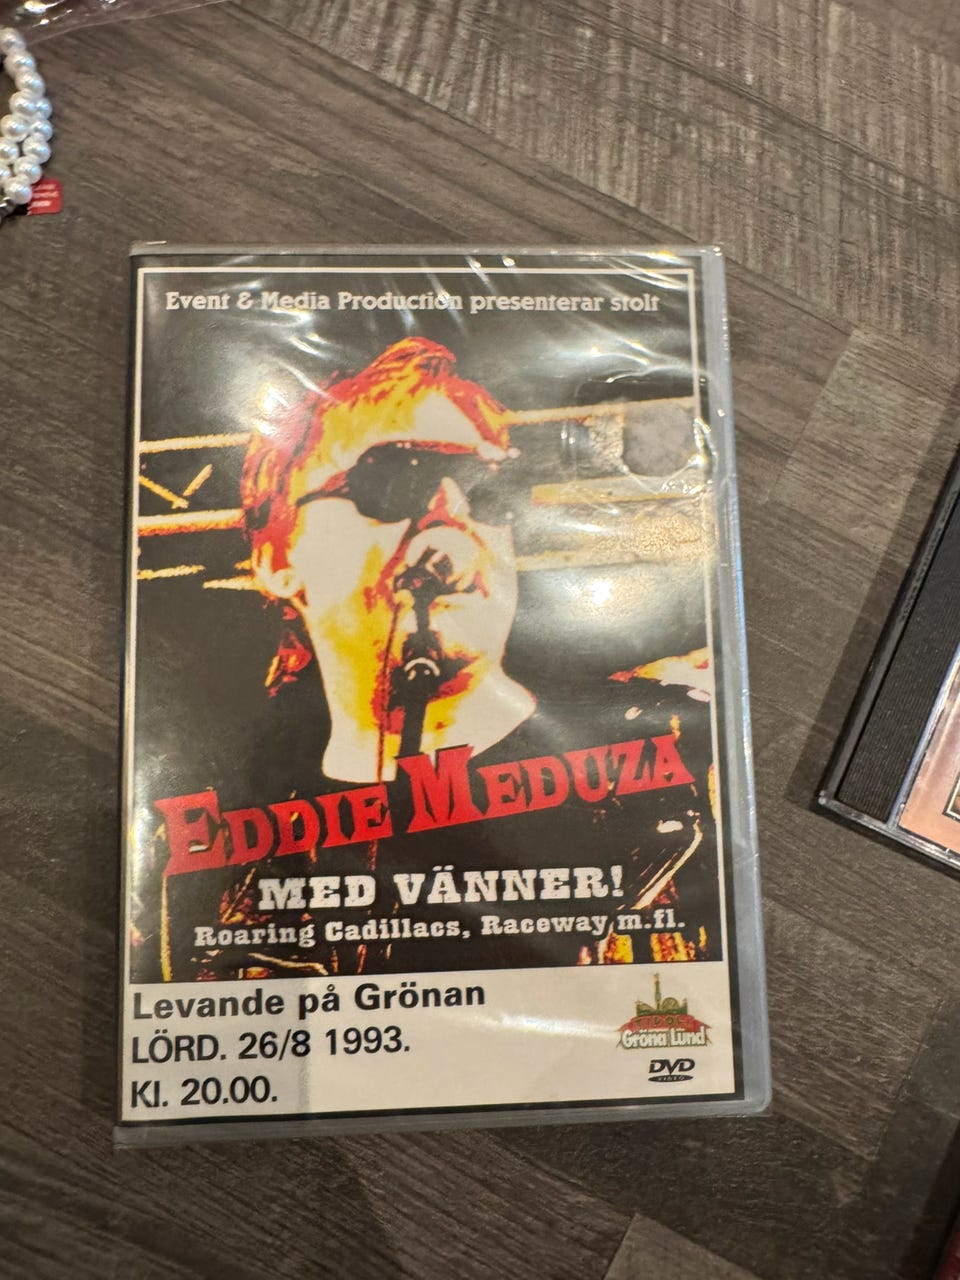 Event & Media Production presenterar stolt
EDDIE MEDUZA
MED VÄNNER!
Roaring Cadillacs, Raceway m.fl.
Levande på Grönan
LÖRD. 26/8 1993.
Kl. 20.00.
Gröna Lund
DVD
VIDEO